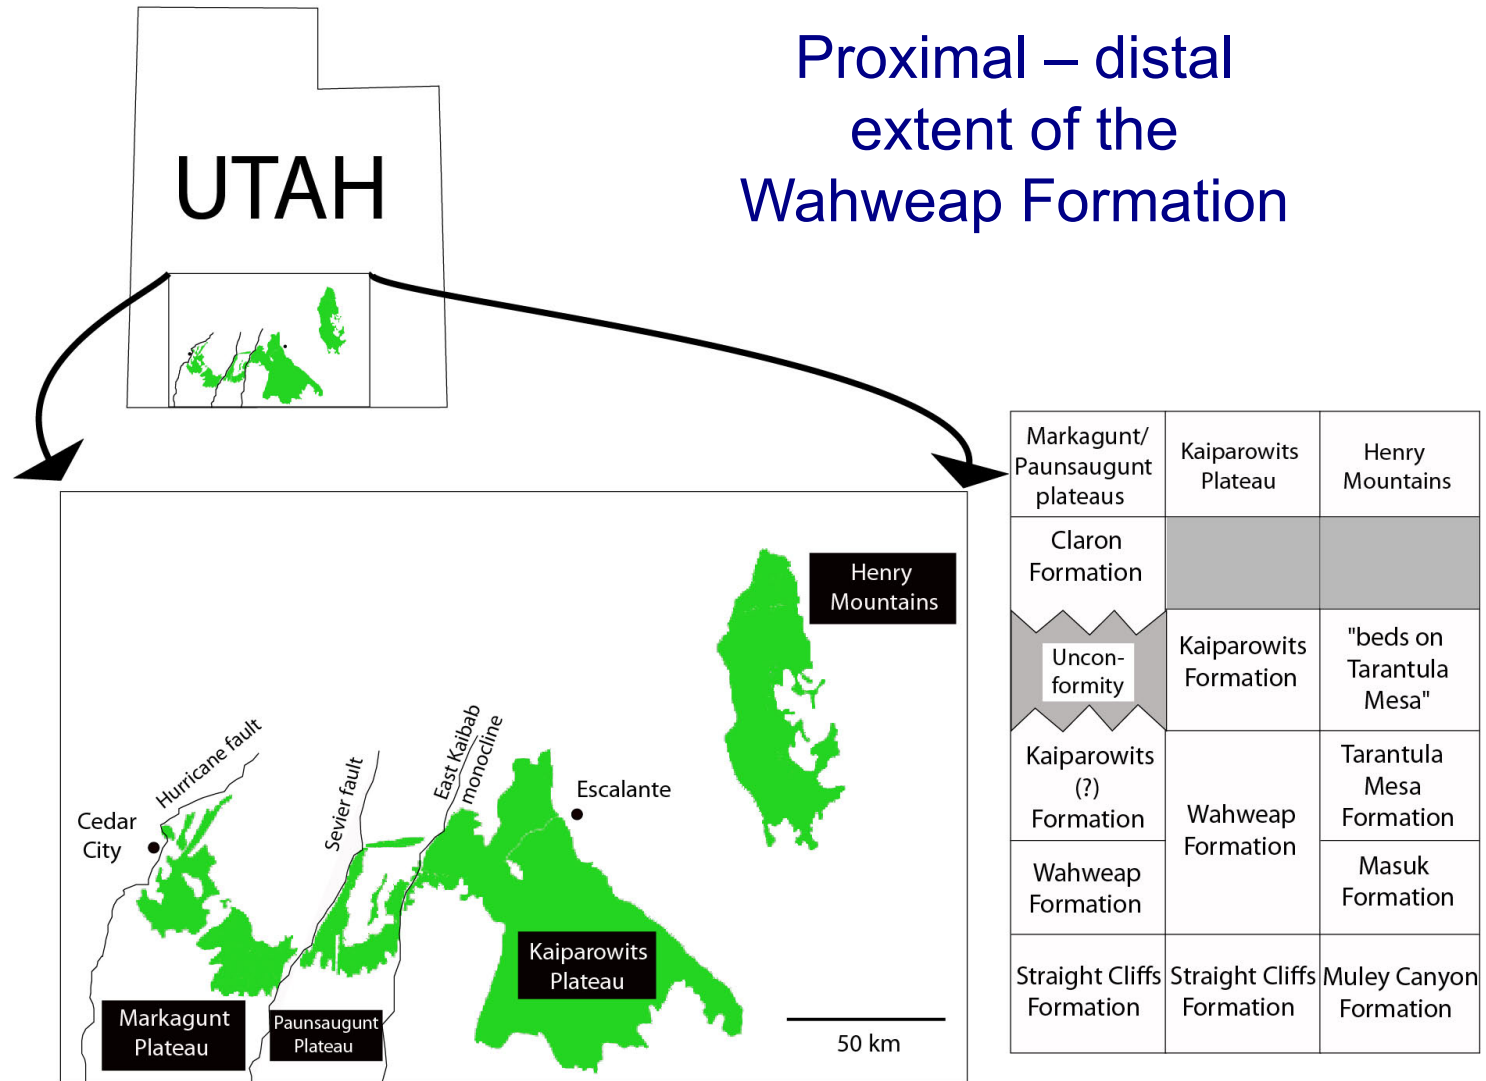 Proximal – distal
extent of the
Wahweap Formation
UTAH
Henry
Mountains
Hurricane fault
Sevier fault
East Kaibab
monocline
Escalante
Cedar
City
Kaiparowits
Plateau
Markagunt
Plateau
Paunsaugunt
Plateau
50 km
Markagunt/
Paunsaugunt
plateaus
Kaiparowits
Plateau
Henry
Mountains
Claron
Formation
Uncon-
formity
Kaiparowits
Formation
"beds on
Tarantula
Mesa"
Kaiparowits
(?)
Formation
Wahweap
Formation
Tarantula
Mesa
Formation
Wahweap
Formation
Masuk
Formation
Straight Cliffs
Formation
Straight Cliffs
Formation
Muley Canyon
Formation